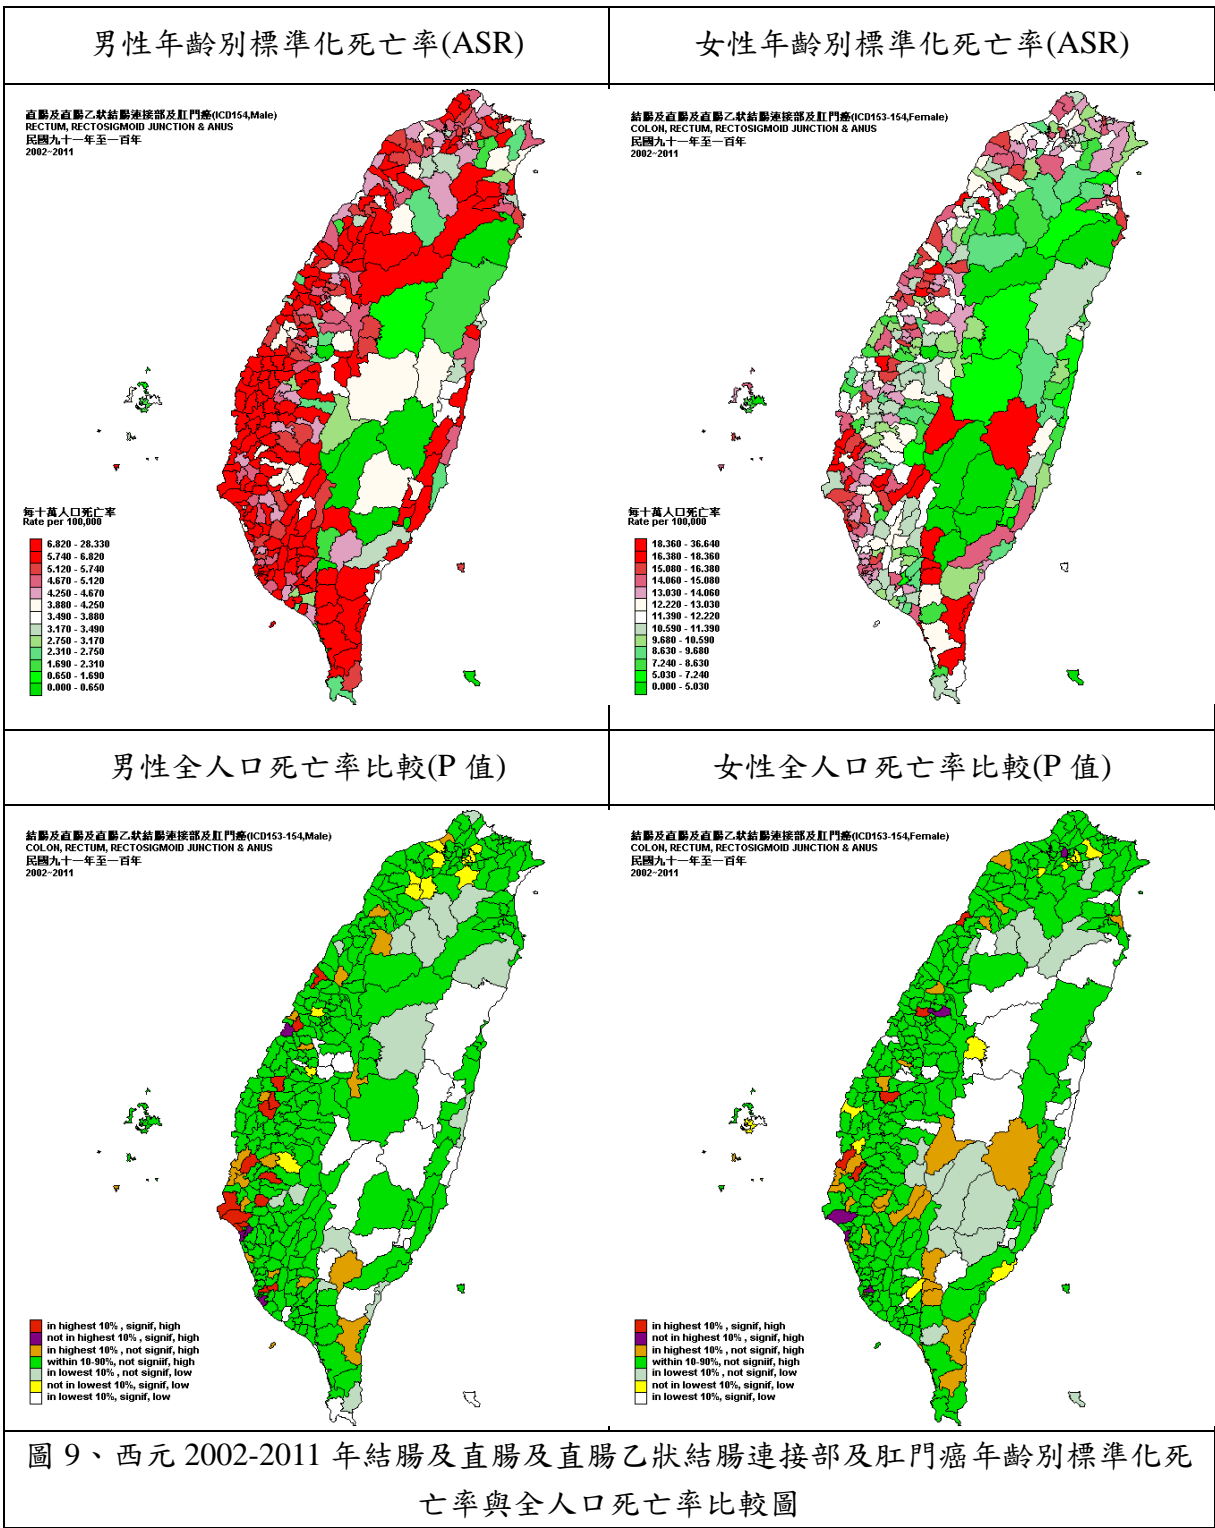 男性年齡別標準化死亡率(ASR)
女性年齡別標準化死亡率(ASR)
直腸及直腸乙狀結腸連接部及肛門癌(ICD154,Male)
RECTUM, RECTOSIGMOID JUNCTION & ANUS
民國九十一年至一百年
2002~2011
每十萬人口死亡率
Rate per 100,000
6.820 - 28.330
5.740 - 6.820
5.120 - 5.740
4.670 - 5.120
4.250 - 4.670
3.880 - 4.250
3.490 - 3.880
3.170 - 3.490
2.750 - 3.170
2.310 - 2.750
1.690 - 2.310
0.650 - 1.690
0.000 - 0.650
結腸及直腸及直腸乙狀結腸連接部及肛門癌(ICD153-154,Female)
COLON, RECTUM, RECTOSIGMOID JUNCTION & ANUS
民國九十一年至一百年
2002~2011
每十萬人口死亡率
Rate per 100,000
18.360 - 36.640
16.380 - 18.360
15.080 - 16.380
14.060 - 15.080
13.030 - 14.060
12.220 - 13.030
11.390 - 12.220
10.590 - 11.390
9.680 - 10.590
8.630 - 9.680
7.240 - 8.630
5.030 - 7.240
0.000 - 5.030
男性全人口死亡率比較(P 值)
女性全人口死亡率比較(P 值)
結腸及直腸及直腸乙狀結腸連接部及肛門癌(ICD153-154,Male)
COLON, RECTUM, RECTOSIGMOID JUNCTION & ANUS
民國九十一年至一百年
2002~2011
in highest 10% , signif, high
not in highest 10% , signif, high
in highest 10% , not signif, high
within 10-90%, not signiif, high
in lowest 10% , not signif, low
not in lowest 10%, signif, low
in lowest 10%, signif, low
結腸及直腸及直腸乙狀結腸連接部及肛門癌(ICD153-154,Female)
COLON, RECTUM, RECTOSIGMOID JUNCTION & ANUS
民國九十一年至一百年
2002~2011
in highest 10% , signif, high
not in highest 10% , signif, high
in highest 10% , not signif, high
within 10-90%, not signiif, high
in lowest 10% , not signif, low
not in lowest 10%, signif, low
in lowest 10%, signif, low
圖 9、西元 2002-2011 年結腸及直腸及直腸乙狀結腸連接部及肛門癌年齡別標準化死
亡率與全人口死亡率比較圖